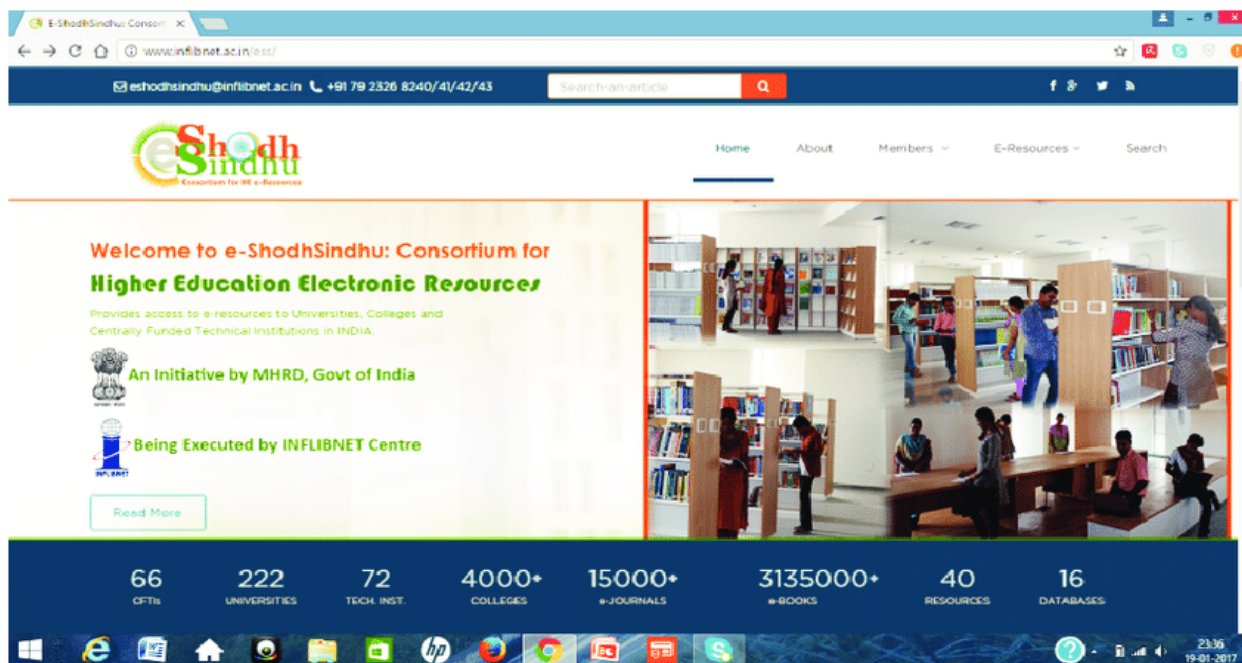 E-ShodhSindhu: Consort
www.inflibnet.ac.in/ess/
eshodhsindhu@inflibnet.ac.in +91 79 2326 8240/41/42/43 Search-an-article
eShodh
Sindhu
Consortium for HE e-Resources
Home About Members E-Resources Search
Welcome to e-ShodhSindhu: Consortium for
Higher Education Electronic Resources
Provides access to e-resources to Universities, Colleges and
Centrally Funded Technical Institutions in INDIA.
An Initiative by MHRD, Govt of India
Being Executed by INFLIBNET Centre
INFLIBNET
Read More
66 222 72 4000+ 15000+ 3135000+ 40 16
CFTIs UNIVERSITIES TECH. INST. COLLEGES e-JOURNALS e-BOOKS RESOURCES DATABASES
23:36
19-01-2017